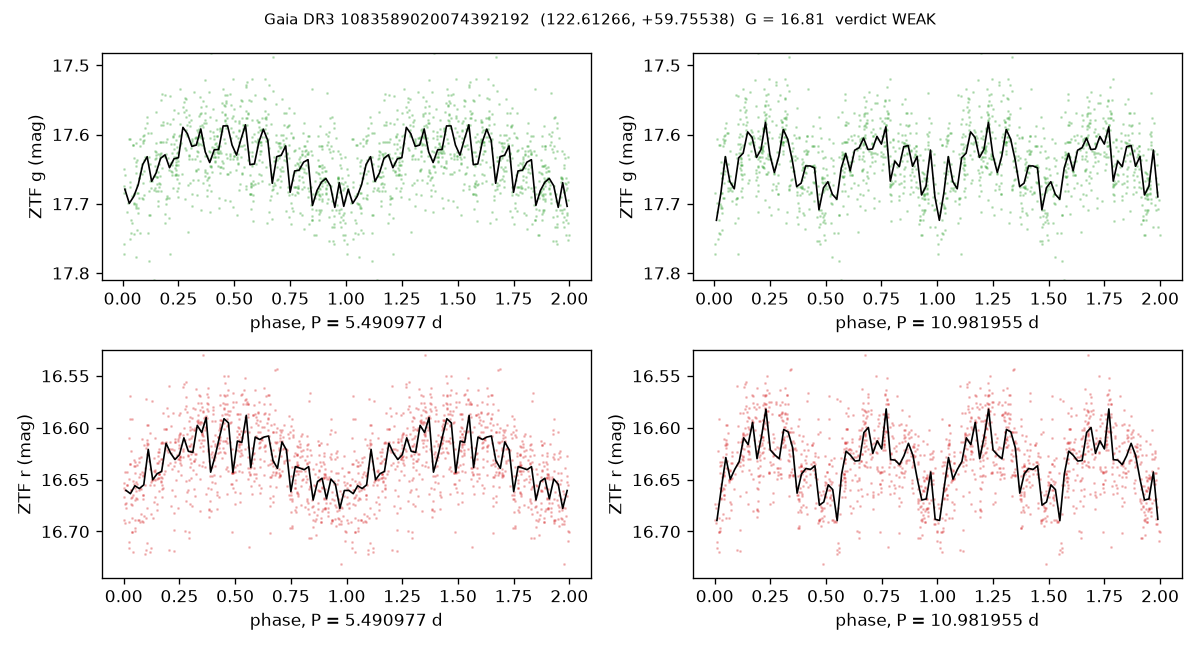 Gaia DR3 1083589020074392192 (122.61266, +59.75538) G = 16.81 verdict WEAK
ZTF g (mag)
17.5
17.6
17.7
17.8
0.00 0.25 0.50 0.75 1.00 1.25 1.50 1.75 2.00
phase, P = 5.490977 d
ZTF g (mag)
17.5
17.6
17.7
17.8
0.00 0.25 0.50 0.75 1.00 1.25 1.50 1.75 2.00
phase, P = 10.981955 d
ZTF r (mag)
16.55
16.60
16.65
16.70
0.00 0.25 0.50 0.75 1.00 1.25 1.50 1.75 2.00
phase, P = 5.490977 d
ZTF r (mag)
16.55
16.60
16.65
16.70
0.00 0.25 0.50 0.75 1.00 1.25 1.50 1.75 2.00
phase, P = 10.981955 d